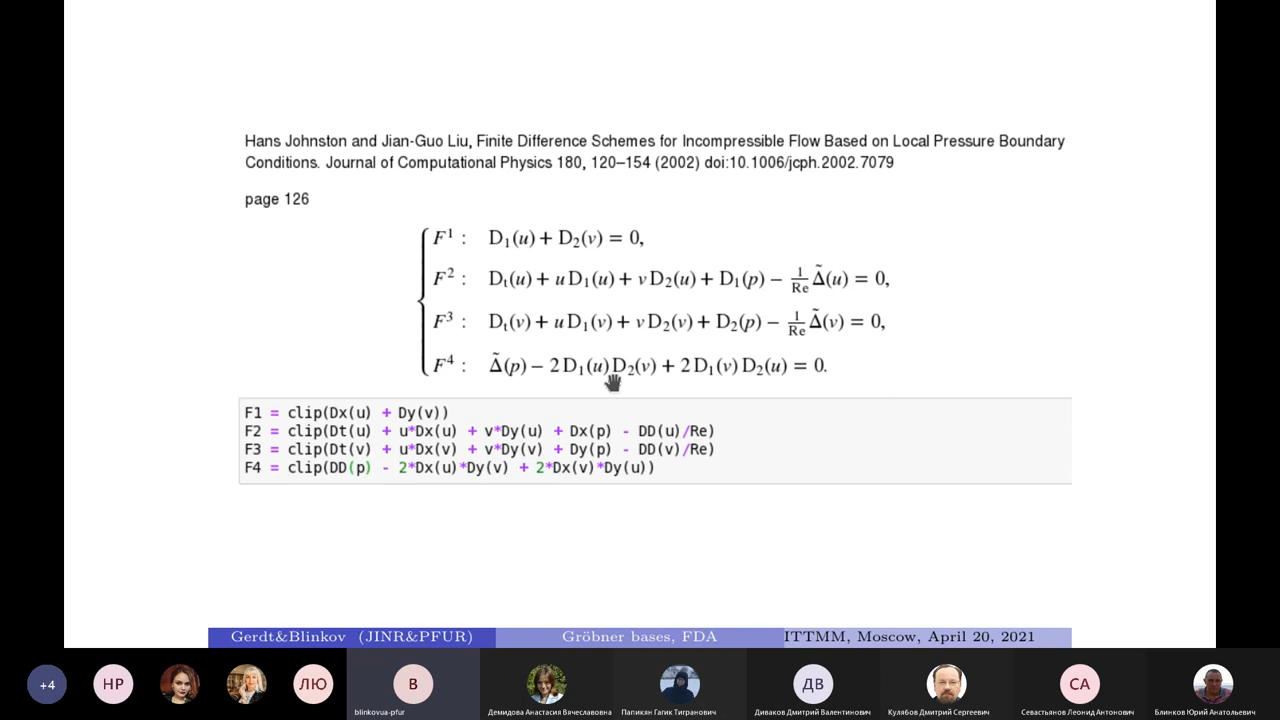 Hans Johnston and Jian-Guo Liu, Finite Difference Schemes for Incompressible Flow Based on Local Pressure Boundary
Conditions. Journal of Computational Physics 180, 120–154 (2002) doi:10.1006/jcph.2002.7079
page 126
F¹ : D₁(u) + D₂(v) = 0,
F² : Dₜ(u) + u D₁(u) + v D₂(u) + D₁(p) − 1/Re Δ̃(u) = 0,
F³ : Dₜ(v) + u D₁(v) + v D₂(v) + D₂(p) − 1/Re Δ̃(v) = 0,
F⁴ : Δ̃(p) − 2 D₁(u) D₂(v) + 2 D₁(v) D₂(u) = 0.
F1 = clip(Dx(u) + Dy(v))
F2 = clip(Dt(u) + u*Dx(u) + v*Dy(u) + Dx(p) - DD(u)/Re)
F3 = clip(Dt(v) + u*Dx(v) + v*Dy(v) + Dy(p) - DD(v)/Re)
F4 = clip(DD(p) - 2*Dx(u)*Dy(v) + 2*Dx(v)*Dy(u))
Gerdt&Blinkov (JINR&PFUR) Gröbner bases, FDA ITTMM, Moscow, April 20, 2021
+4 НР ЛЮ B ДВ СА
blinkovua-pfur Демидова Анастасия Вячеславовна Папикян Гагик Тигранович Диваков Дмитрий Валентинович Кулябов Дмитрий Сергеевич Севастьянов Леонид Антонович Блинков Юрий Анатольевич